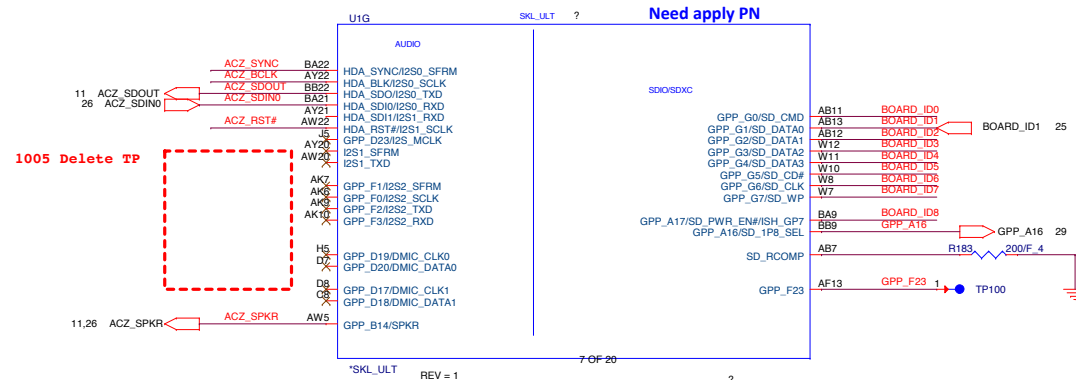 U1G
SKL_ULT ?
Need apply PN
AUDIO
SDIO/SDXC
ACZ_SYNC BA22 HDA_SYNC/I2S0_SFRM
ACZ_BCLK AY22 HDA_BLK/I2S0_SCLK
11 ACZ_SDOUT ACZ_SDOUT BB22 HDA_SDO/I2S0_TXD
26 ACZ_SDIN0 ACZ_SDIN0 BA21 HDA_SDI0/I2S0_RXD
AY21 HDA_SDI1/I2S1_RXD
ACZ_RST# AW22 HDA_RST#/I2S1_SCLK
J5 GPP_D23/I2S_MCLK
AY20 I2S1_SFRM
AW20 I2S1_TXD
1005 Delete TP
AK7 GPP_F1/I2S2_SFRM
AK6 GPP_F0/I2S2_SCLK
AK9 GPP_F2/I2S2_TXD
AK10 GPP_F3/I2S2_RXD
H5 GPP_D19/DMIC_CLK0
D7 GPP_D20/DMIC_DATA0
D8 GPP_D17/DMIC_CLK1
C8 GPP_D18/DMIC_DATA1
11,26 ACZ_SPKR ACZ_SPKR AW5 GPP_B14/SPKR
GPP_G0/SD_CMD AB11 BOARD_ID0
GPP_G1/SD_DATA0 AB13 BOARD_ID1 BOARD_ID1 25
GPP_G2/SD_DATA1 AB12 BOARD_ID2
GPP_G3/SD_DATA2 W12 BOARD_ID3
GPP_G4/SD_DATA3 W11 BOARD_ID4
GPP_G5/SD_CD# W10 BOARD_ID5
GPP_G6/SD_CLK W8 BOARD_ID6
GPP_G7/SD_WP W7 BOARD_ID7
GPP_A17/SD_PWR_EN#/ISH_GP7 BA9 BOARD_ID8
GPP_A16/SD_1P8_SEL BB9 GPP_A16 GPP_A16 29
SD_RCOMP AB7 R183 200/F_4
GPP_F23 AF13 GPP_F23 1 TP100
7 OF 20
*SKL_ULT
REV = 1
?